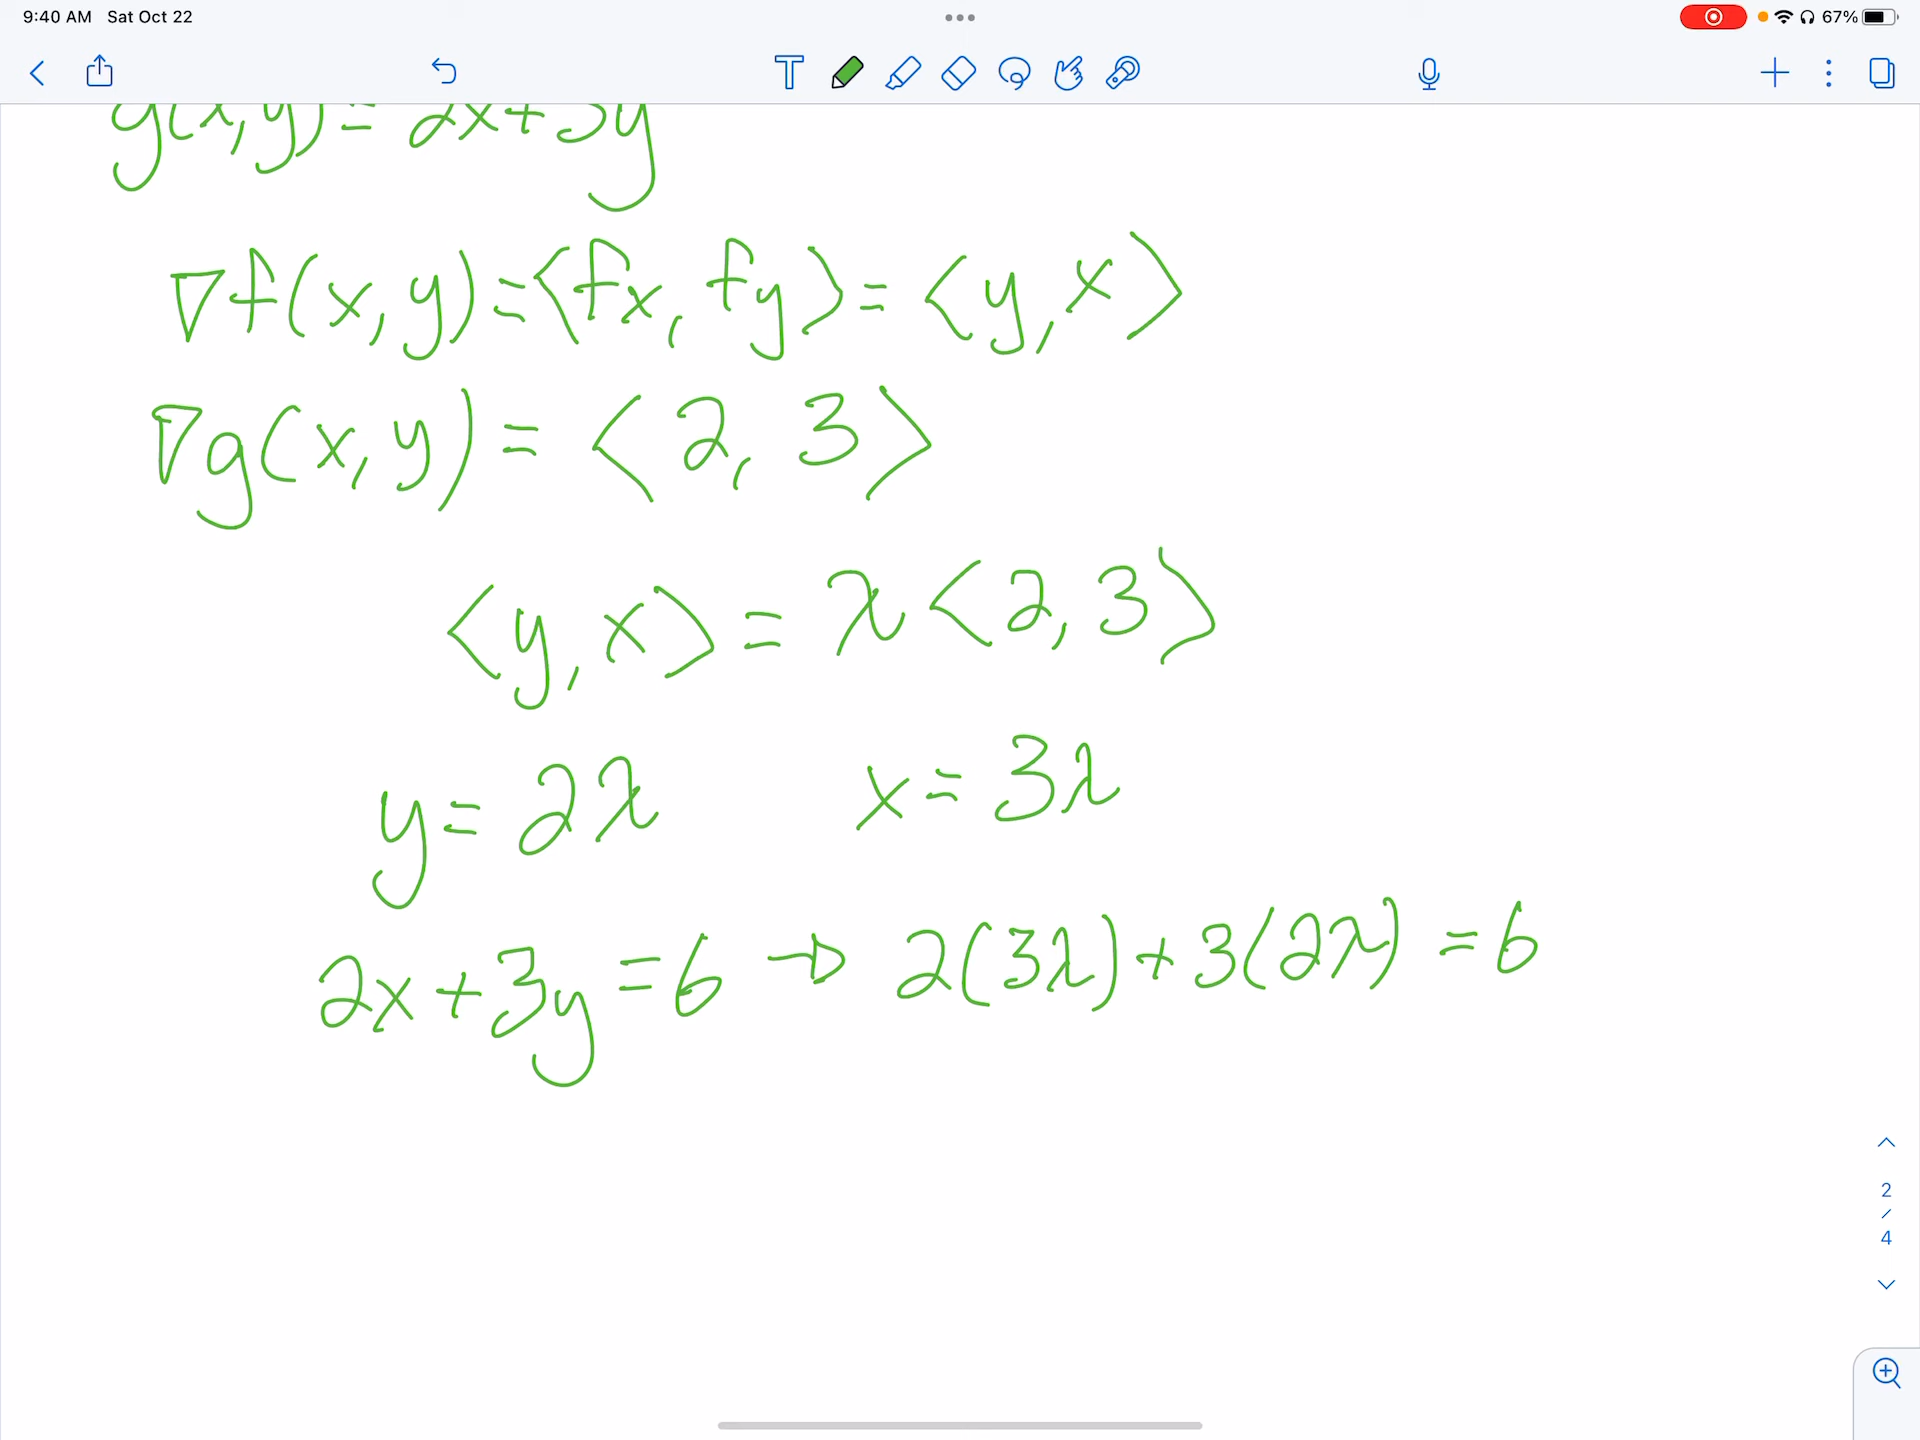 9:40 AM Sat Oct 22
67%
T
g(x,y) = 2x+3y
∇f(x,y) = ⟨fx, fy⟩ = ⟨y,x⟩
∇g(x,y) = ⟨2, 3⟩
⟨y,x⟩ = λ⟨2,3⟩
y = 2λ x = 3λ
2x+3y = 6 → 2(3λ)+3(2λ) = 6
2
/
4